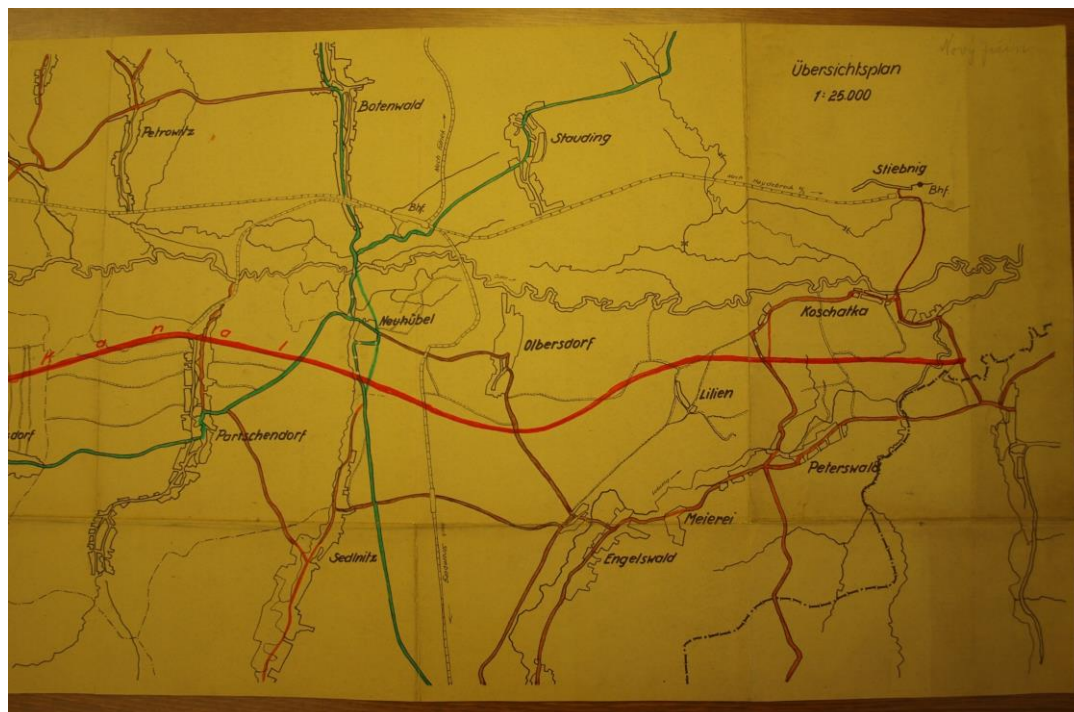 Übersichtsplan
1:25.000
Botenwald
Petrowitz
Stauding
Stiebnig
Bhf.
Bhf.
Koschatka
Neuhübel
Olbersdorf
Kanal
Lilien
Partschendorf
sdorf
Peterswald
Meierei
Sedlnitz
Engelswald